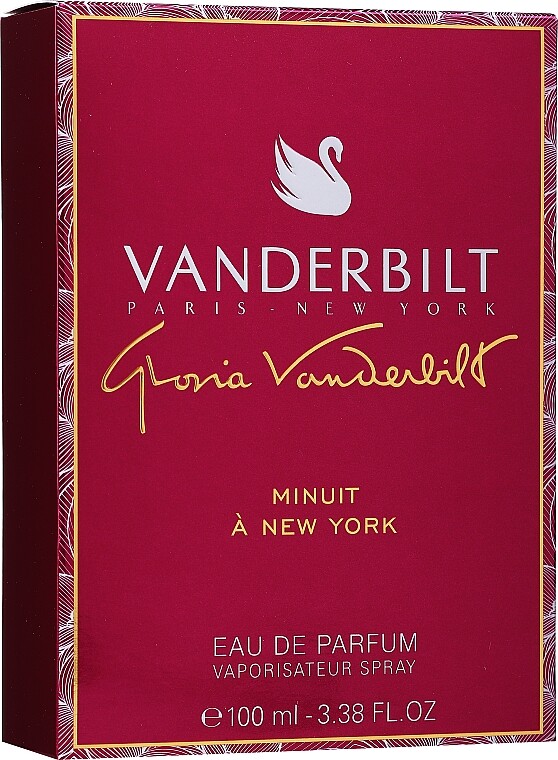 VANDERBILT
PARIS - NEW YORK
Gloria Vanderbilt
MINUIT
À NEW YORK
EAU DE PARFUM
VAPORISATEUR SPRAY
℮ 100 ml - 3.38 FL.OZ